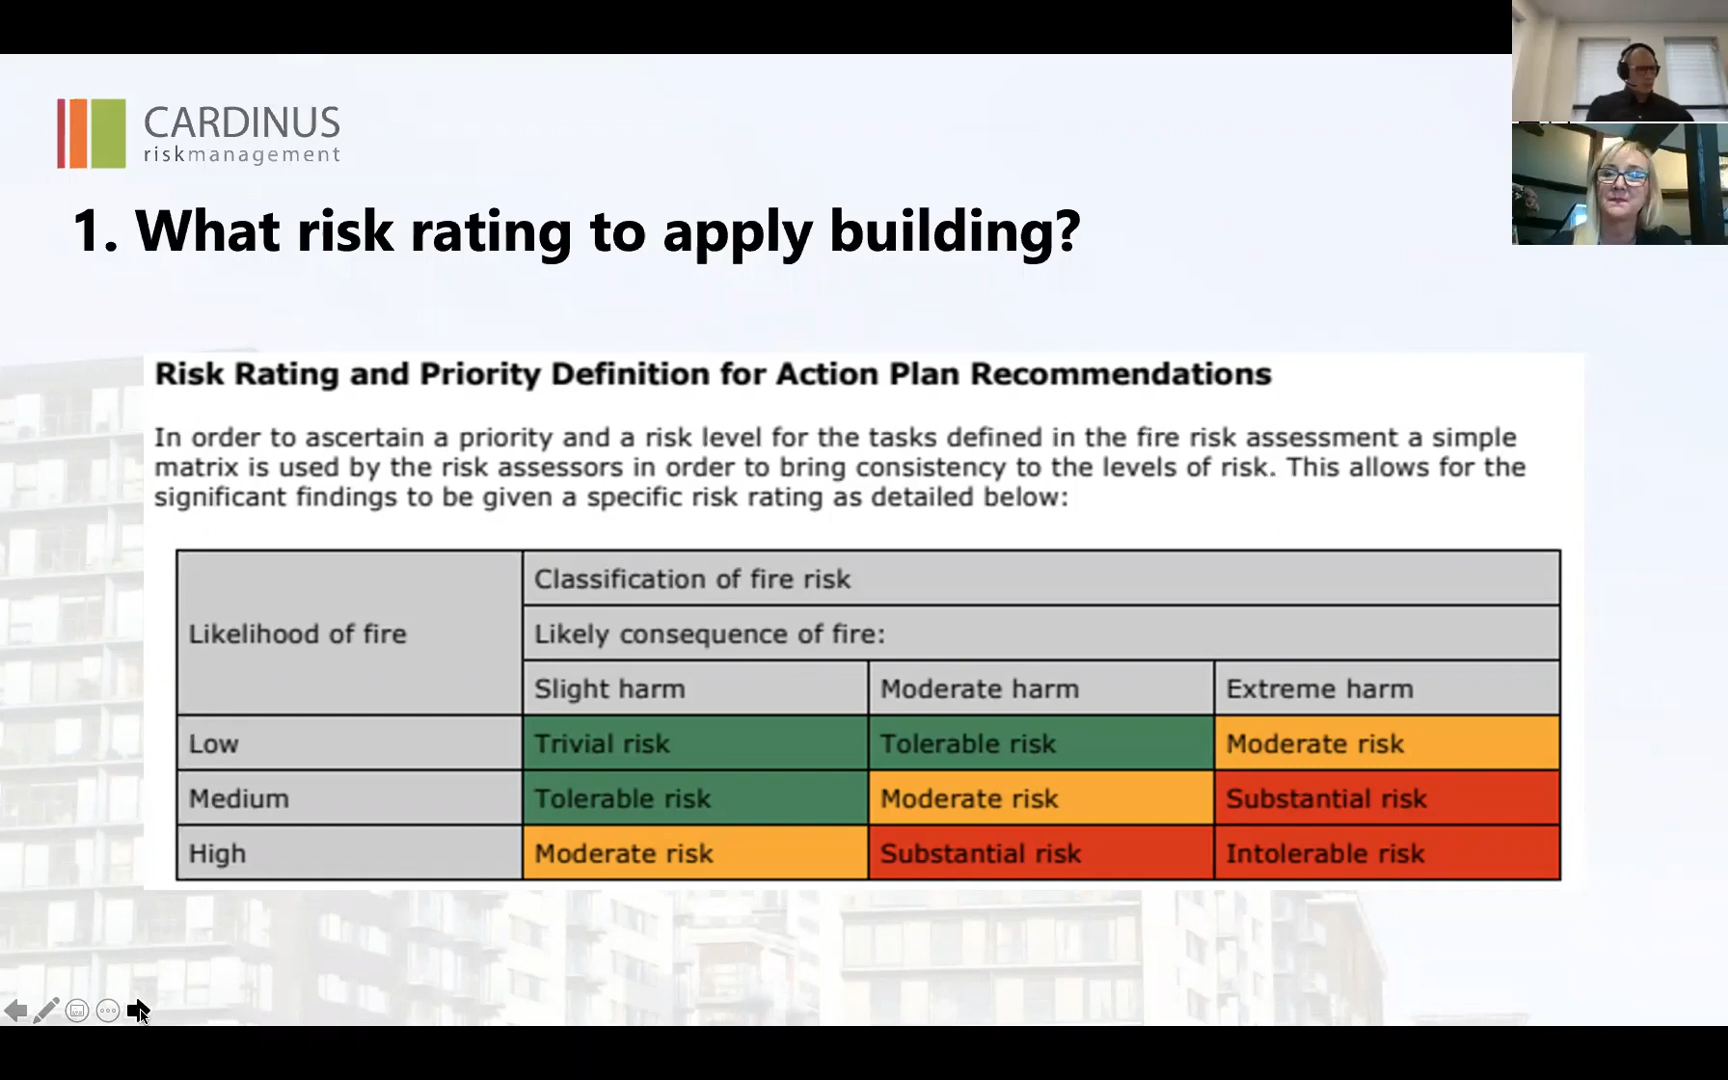 CARDINUS
riskmanagement
1. What risk rating to apply building?
Risk Rating and Priority Definition for Action Plan Recommendations
In order to ascertain a priority and a risk level for the tasks defined in the fire risk assessment a simple
matrix is used by the risk assessors in order to bring consistency to the levels of risk. This allows for the
significant findings to be given a specific risk rating as detailed below:
Likelihood of fire
Classification of fire risk
Likely consequence of fire:
Slight harm Moderate harm Extreme harm
Low Trivial risk Tolerable risk Moderate risk
Medium Tolerable risk Moderate risk Substantial risk
High Moderate risk Substantial risk Intolerable risk